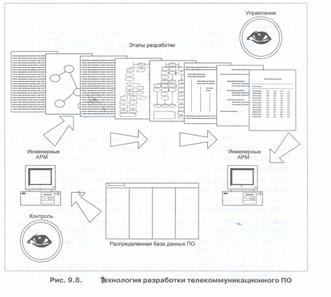 Управление
Этапы разработки
Инженерные
АРМ
Инженерные
АРМ
Контроль
Распределенная база данных ПО
Рис. 9.8. Технология разработки телекоммуникационного ПО